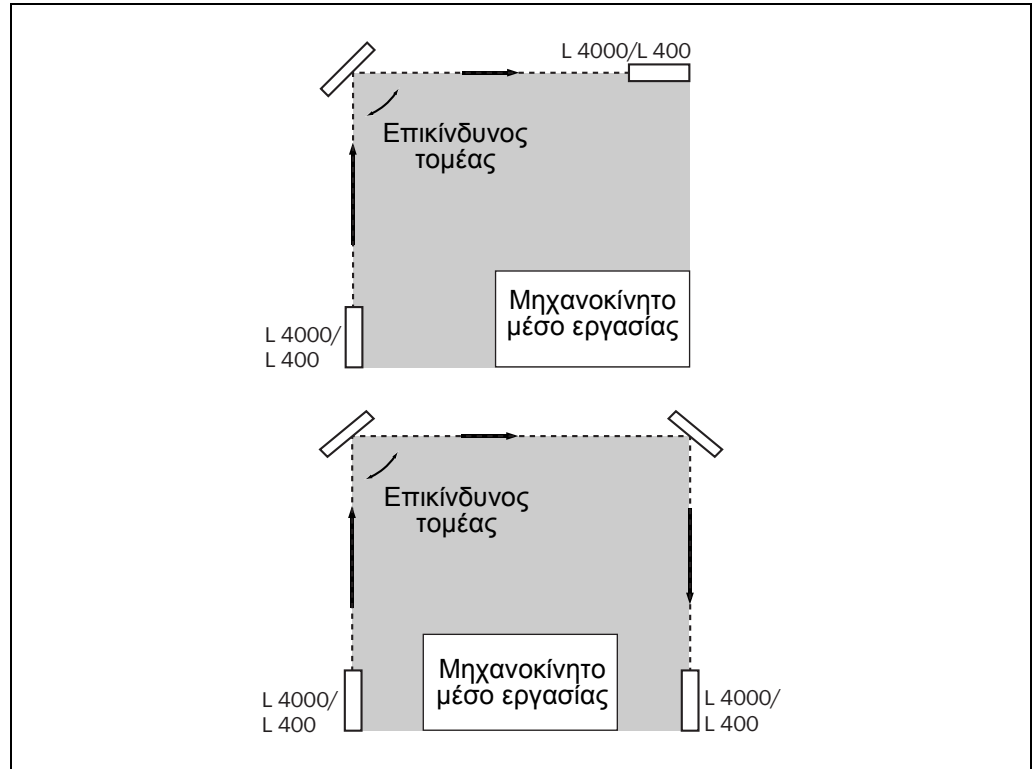 L 4000/L 400
Επικίνδυνος
τομέας
Μηχανοκίνητο
μέσο εργασίας
L 4000/
L 400
Επικίνδυνος
τομέας
Μηχανοκίνητο
μέσο εργασίας
L 4000/
L 400
L 4000/
L 400